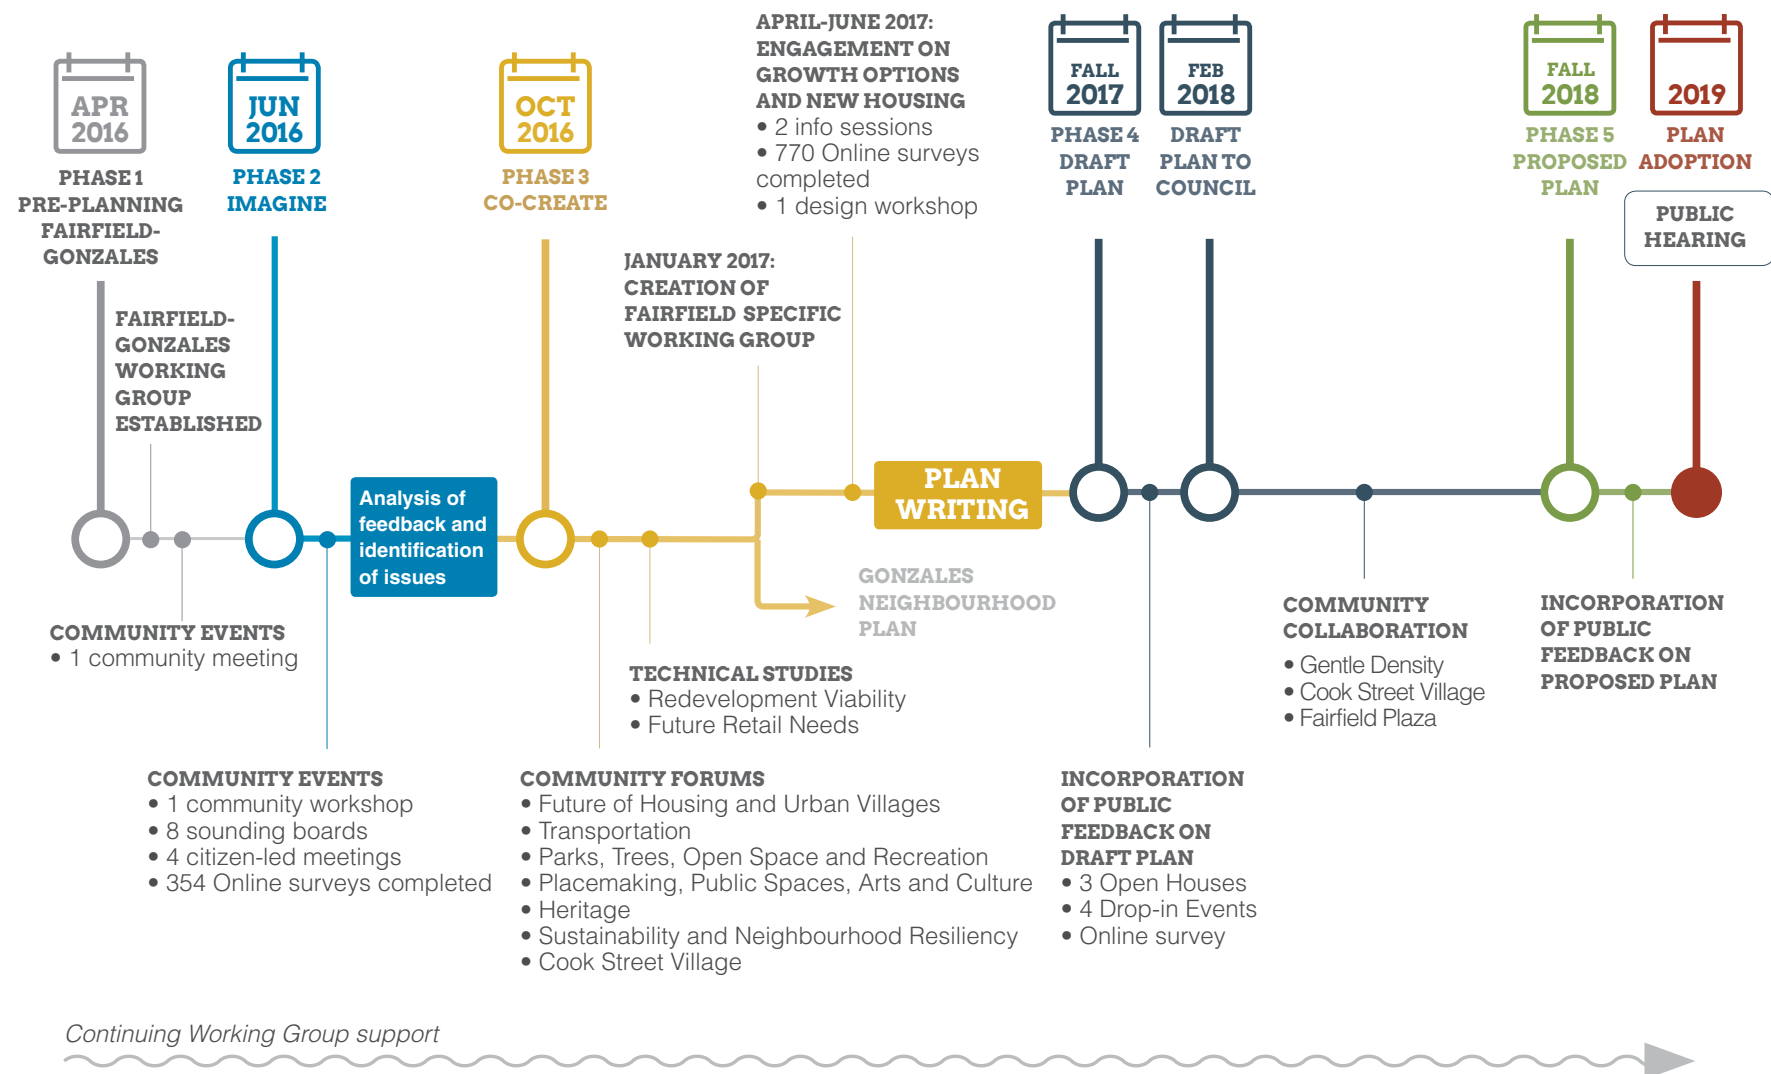 APR
2016
PHASE 1
PRE-PLANNING
FAIRFIELD-
GONZALES
FAIRFIELD-
GONZALES
WORKING
GROUP
ESTABLISHED
COMMUNITY EVENTS
• 1 community meeting
JUN
2016
PHASE 2
IMAGINE
Analysis of
feedback and
identification
of issues
COMMUNITY EVENTS
• 1 community workshop
• 8 sounding boards
• 4 citizen-led meetings
• 354 Online surveys completed
OCT
2016
PHASE 3
CO-CREATE
COMMUNITY FORUMS
• Future of Housing and Urban Villages
• Transportation
• Parks, Trees, Open Space and Recreation
• Placemaking, Public Spaces, Arts and Culture
• Heritage
• Sustainability and Neighbourhood Resiliency
• Cook Street Village
TECHNICAL STUDIES
• Redevelopment Viability
• Future Retail Needs
JANUARY 2017:
CREATION OF
FAIRFIELD SPECIFIC
WORKING GROUP
APRIL-JUNE 2017:
ENGAGEMENT ON
GROWTH OPTIONS
AND NEW HOUSING
• 2 info sessions
• 770 Online surveys
completed
• 1 design workshop
PLAN
WRITING
GONZALES
NEIGHBOURHOOD
PLAN
FALL
2017
PHASE 4
DRAFT
PLAN
INCORPORATION
OF PUBLIC
FEEDBACK ON
DRAFT PLAN
• 3 Open Houses
• 4 Drop-in Events
• Online survey
FEB
2018
DRAFT
PLAN TO
COUNCIL
COMMUNITY
COLLABORATION
• Gentle Density
• Cook Street Village
• Fairfield Plaza
FALL
2018
PHASE 5
PROPOSED
PLAN
INCORPORATION
OF PUBLIC
FEEDBACK ON
PROPOSED PLAN
2019
PLAN
ADOPTION
PUBLIC
HEARING
Continuing Working Group support